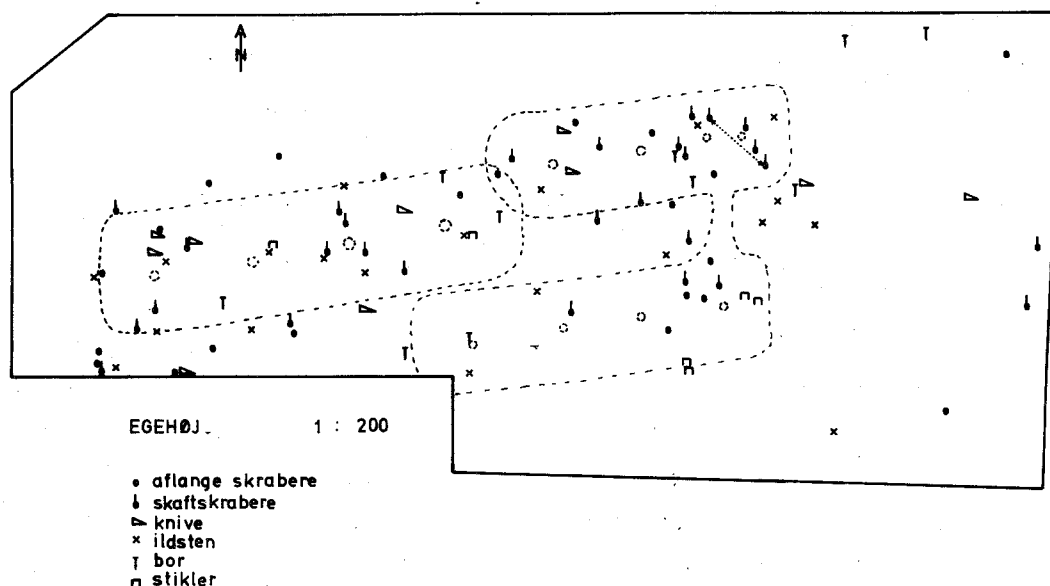 N
EGEHØJ. 1 : 200
aflange skrabere
skaftskrabere
knive
ildsten
bor
stikler